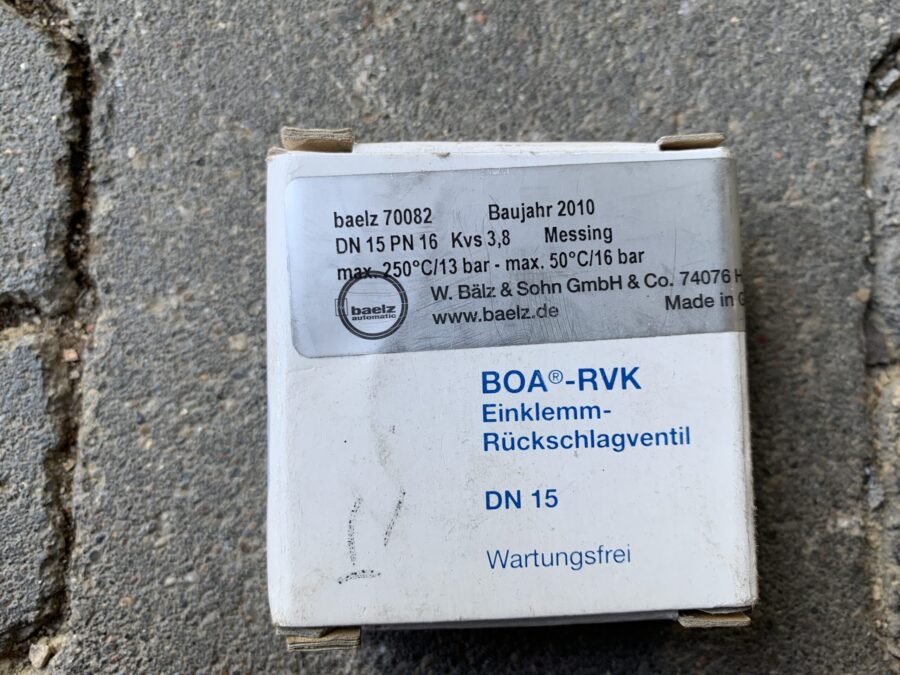 baelz 70082 Baujahr 2010
DN 15 PN 16 Kvs 3,8 Messing
max. 250°C/13 bar - max. 50°C/16 bar
baelz
automatic
W. Bälz & Sohn GmbH & Co. 74076 H
www.baelz.de Made in G
BOA®-RVK
Einklemm-
Rückschlagventil
DN 15
Wartungsfrei